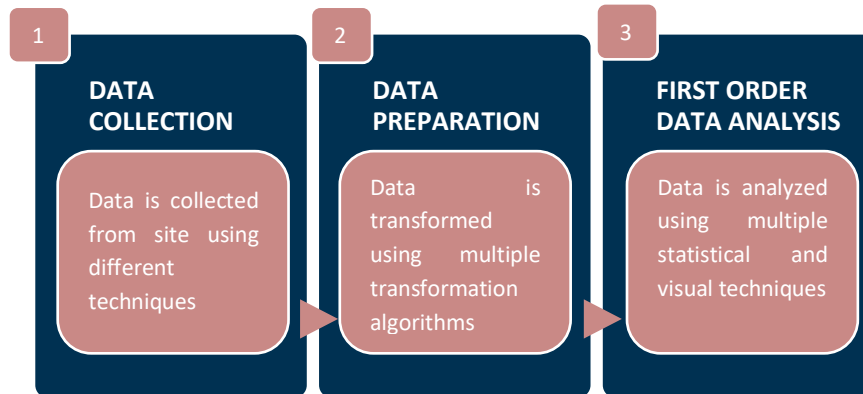 1
DATA
COLLECTION
Data is collected
from site using
different
techniques
2
DATA
PREPARATION
Data is
transformed
using multiple
transformation
algorithms
3
FIRST ORDER
DATA ANALYSIS
Data is analyzed
using multiple
statistical and
visual techniques